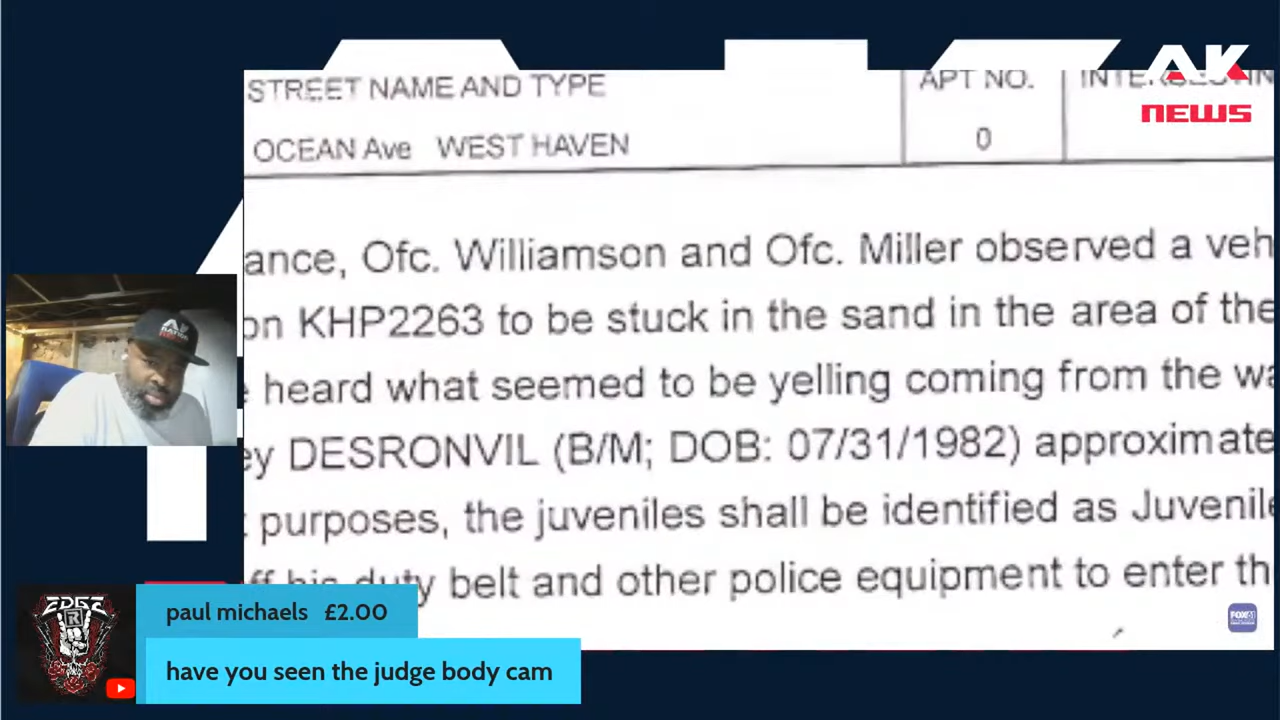 STREET NAME AND TYPE
APT NO.
OCEAN Ave WEST HAVEN
0
AK
NEWS
ance, Ofc. Williamson and Ofc. Miller observed a veh
on KHP2263 to be stuck in the sand in the area of the
heard what seemed to be yelling coming from the wa
ey DESRONVIL (B/M; DOB: 07/31/1982) approximate
purposes, the juveniles shall be identified as Juvenile
off his duty belt and other police equipment to enter th
EDGE
R
paul michaels £2.00
have you seen the judge body cam
FOX61